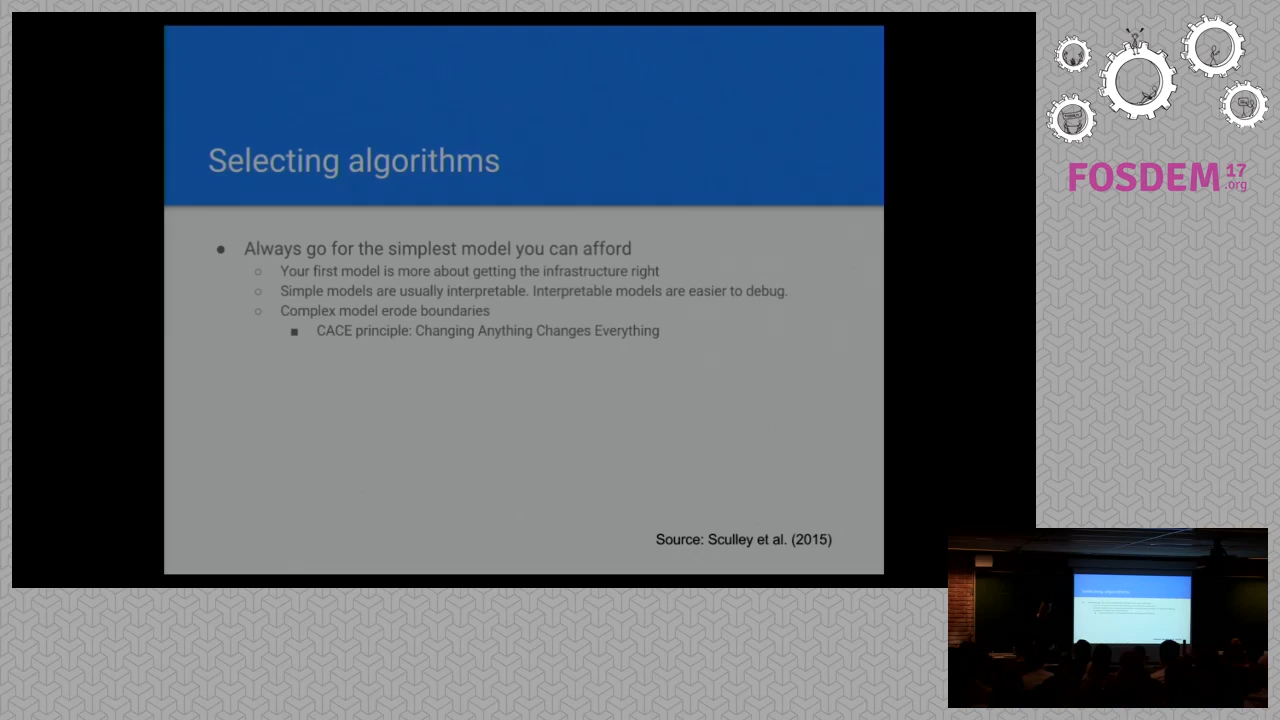 Selecting algorithms
● Always go for the simplest model you can afford
○ Your first model is more about getting the infrastructure right
○ Simple models are usually interpretable. Interpretable models are easier to debug.
○ Complex model erode boundaries
■ CACE principle: Changing Anything Changes Everything
Source: Sculley et al. (2015)
FOSDEM 17
.org
Selecting algorithms